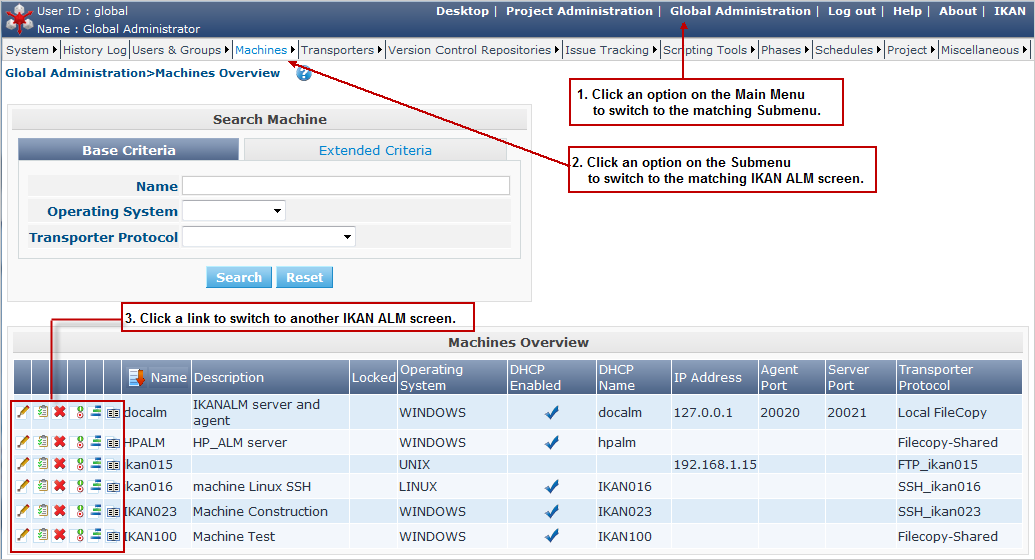 User ID : global
Name : Global Administrator
Desktop | Project Administration | Global Administration | Log out | Help | About | IKAN
System History Log Users & Groups Machines Transporters Version Control Repositories Issue Tracking Scripting Tools Phases Schedules Project Miscellaneous
Global Administration>Machines Overview ?
1. Click an option on the Main Menu
to switch to the matching Submenu.
Search Machine
Base Criteria Extended Criteria
2. Click an option on the Submenu
to switch to the matching IKAN ALM screen.
Name
Operating System
Transporter Protocol
Search Reset
3. Click a link to switch to another IKAN ALM screen.
Machines Overview
Name Description Locked Operating System DHCP Enabled DHCP Name IP Address Agent Port Server Port Transporter Protocol
docalm IKANALM server and agent WINDOWS docalm 127.0.0.1 20020 20021 Local FileCopy
HPALM HP_ALM server WINDOWS hpalm Filecopy-Shared
ikan015 UNIX 192.168.1.15 FTP_ikan015
ikan016 machine Linux SSH LINUX IKAN016 SSH_ikan016
IKAN023 Machine Construction WINDOWS IKAN023 SSH_ikan023
IKAN100 Machine Test WINDOWS IKAN100 Filecopy-Shared